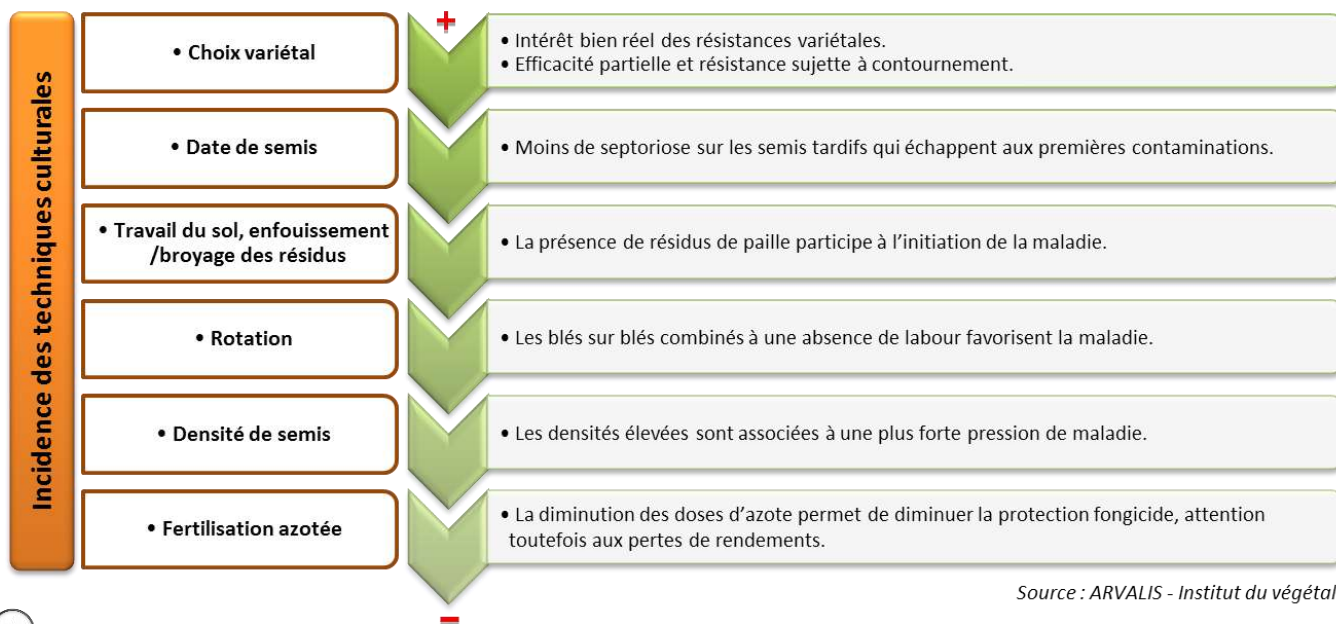 Incidence des techniques culturales
+
• Choix variétal
• Intérêt bien réel des résistances variétales.
• Efficacité partielle et résistance sujette à contournement.
• Date de semis
• Moins de septoriose sur les semis tardifs qui échappent aux premières contaminations.
• Travail du sol, enfouissement
/broyage des résidus
• La présence de résidus de paille participe à l'initiation de la maladie.
• Rotation
• Les blés sur blés combinés à une absence de labour favorisent la maladie.
• Densité de semis
• Les densités élevées sont associées à une plus forte pression de maladie.
• Fertilisation azotée
• La diminution des doses d'azote permet de diminuer la protection fongicide, attention
toutefois aux pertes de rendements.
Source : ARVALIS - Institut du végétal
-